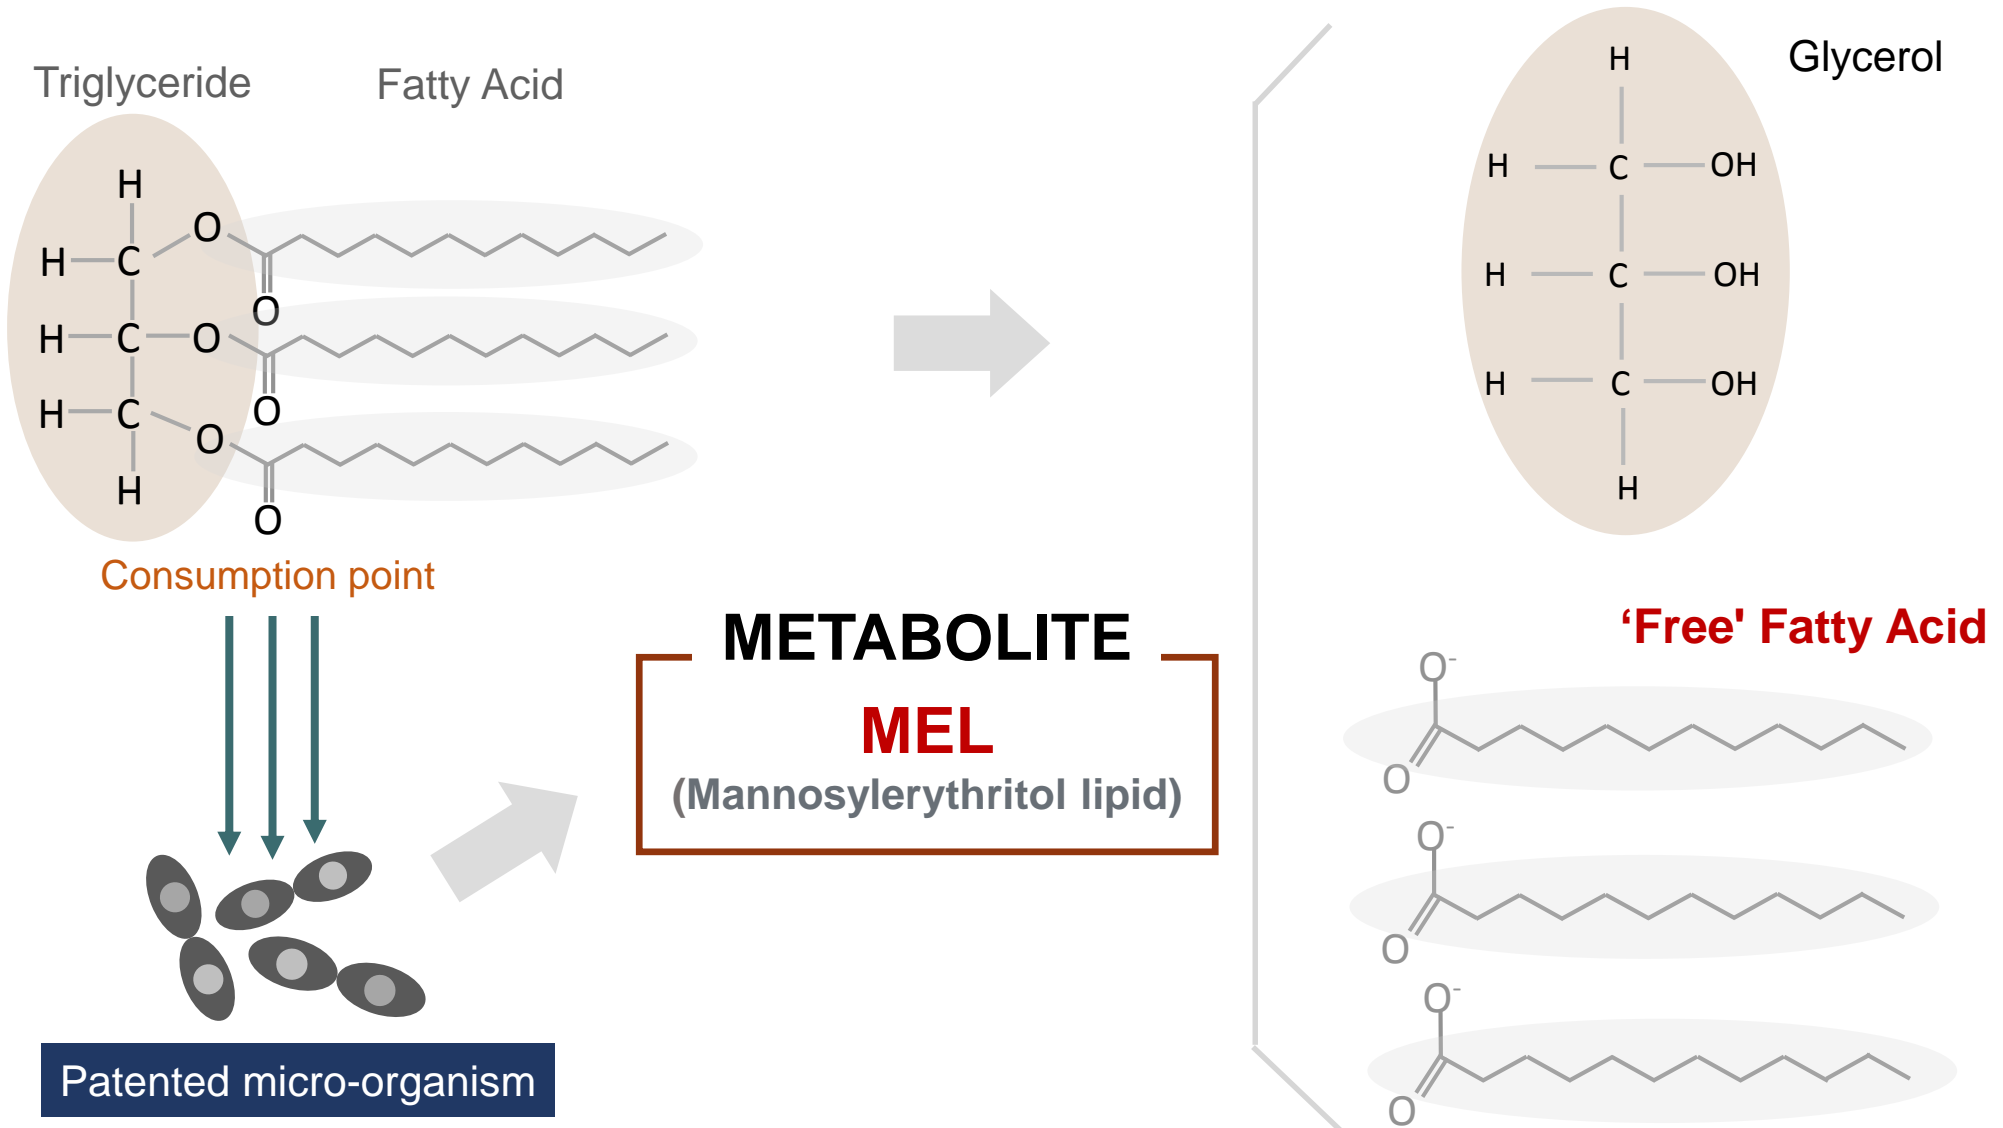 Triglyceride
Fatty Acid
H
O
H
C
O
H
C
O
O
H
C
O
H
O
Consumption point
Patented micro-organism
METABOLITE
MEL
(Mannosylerythritol lipid)
Glycerol
H
H C OH
H C OH
H C OH
H
‘Free' Fatty Acid
O-
O
O-
O
O-
O